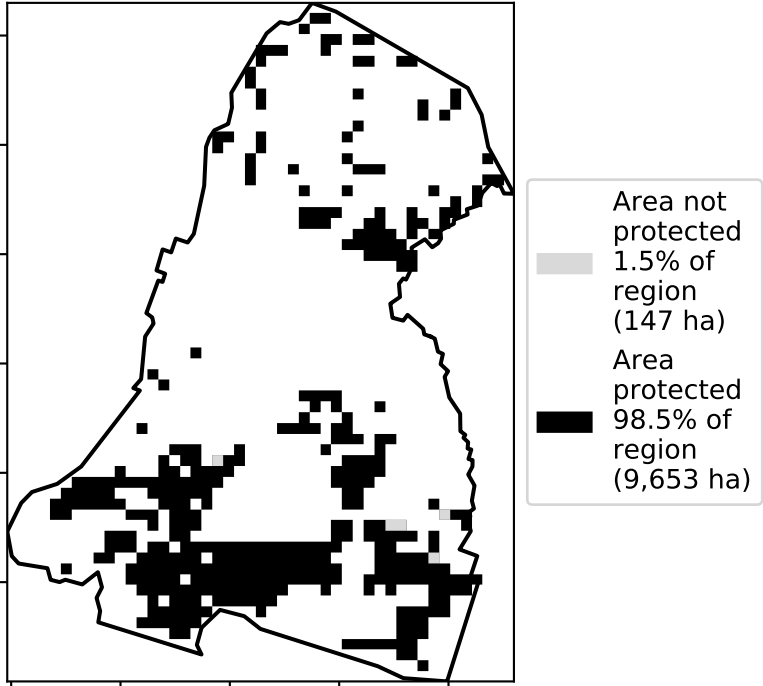 Area not
protected
1.5% of
region
(147 ha)
Area
protected
98.5% of
region
(9,653 ha)